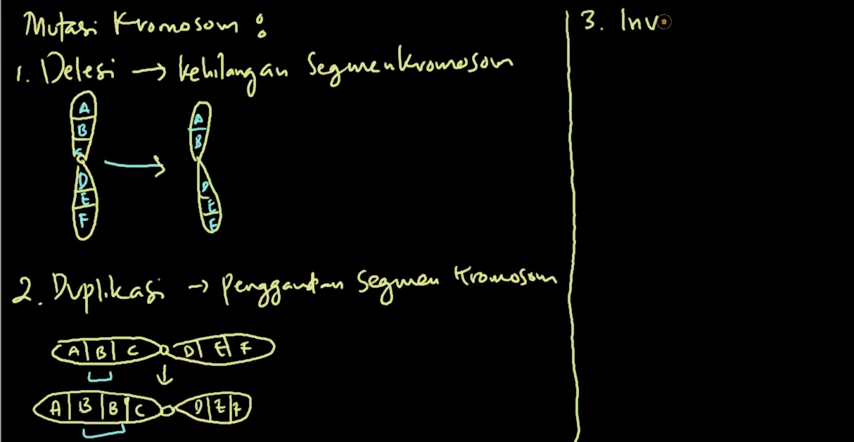 Mutasi Kromosom :
1. Delesi → kehilangan Segmen Kromosom
A
B
C
D
E
F
A
B
D
E
F
2. Duplikasi → penggandaan Segmen Kromosom
A B C D E F
A B B C D E F
3. Inv